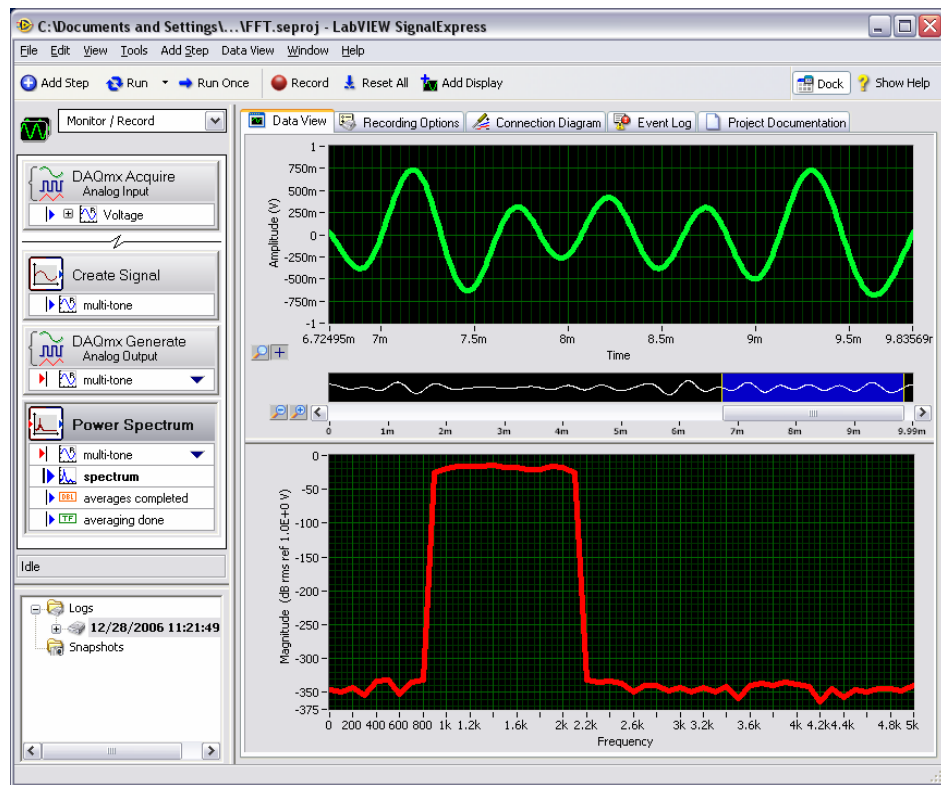 C:\Documents and Settings\...\FFT.seproj - LabVIEW SignalExpress
File Edit View Tools Add Step Data View Window Help
Add Step Run Run Once Record Reset All Add Display Dock Show Help
Monitor / Record
Data View Recording Options Connection Diagram Event Log Project Documentation
DAQmx Acquire
Analog Input
Voltage
Create Signal
multi-tone
DAQmx Generate
Analog Output
multi-tone
Power Spectrum
multi-tone
spectrum
DBL averages completed
TF averaging done
Idle
Logs
12/28/2006 11:21:49
Snapshots
Amplitude (V)
1
750m
500m
250m
0
-250m
-500m
-750m
-1
6.72495m 7m 7.5m 8m 8.5m 9m 9.5m 9.83569m
Time
0 1m 2m 3m 4m 5m 6m 7m 8m 9m 9.99m
Magnitude (dB rms ref 1.0E+0 V)
0
-50
-100
-150
-200
-250
-300
-350
-375
0 200 400 600 800 1k 1.2k 1.6k 2k 2.2k 2.6k 3k 3.2k 3.6k 4k 4.2k 4.4k 4.8k 5k
Frequency